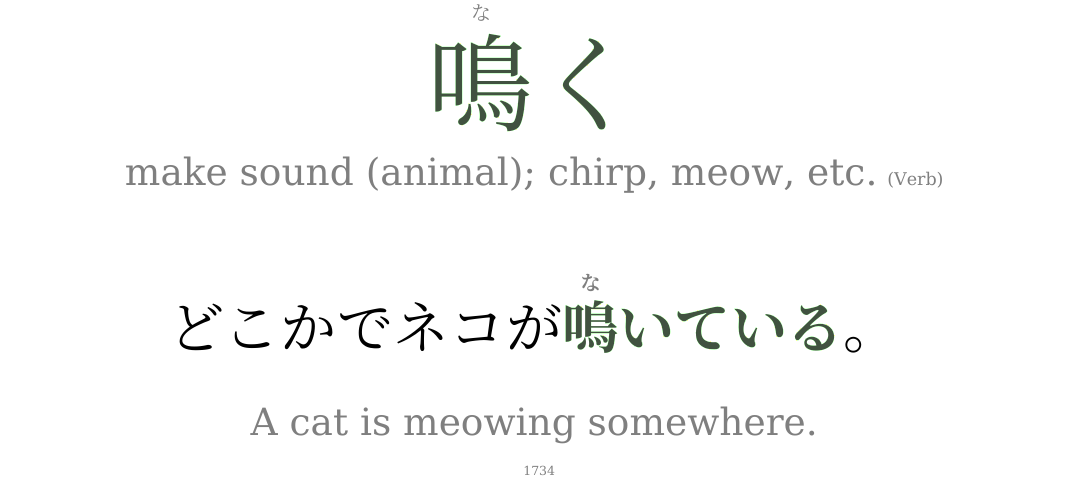 な
鳴く
make sound (animal); chirp, meow, etc. (Verb)
な
どこかでネコが鳴いている。
A cat is meowing somewhere.
1734